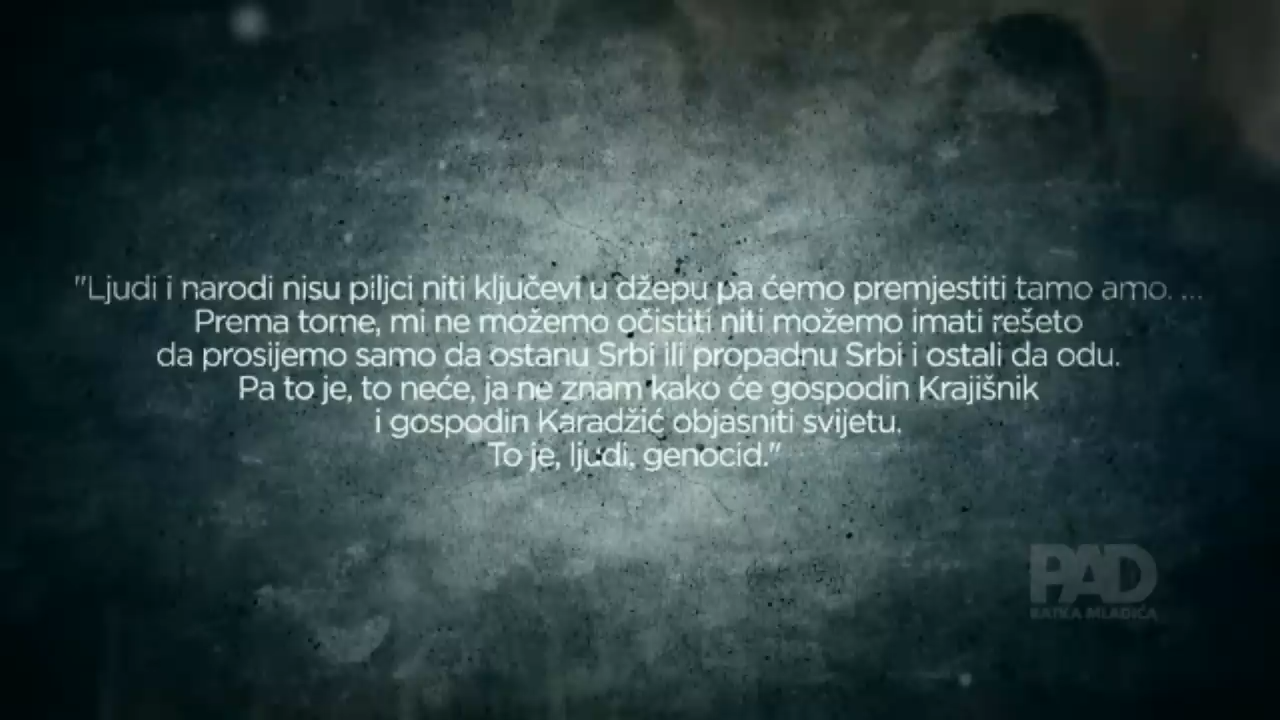 "Ljudi i narodi nisu piljci niti ključevi u džepu pa ćemo premjestiti tamo amo. ...
Prema tome, mi ne možemo očistiti niti možemo imati rešeto
da prosijemo samo da ostanu Srbi ili propadnu Srbi i ostali da odu.
Pa to je, to neće, ja ne znam kako će gospodin Krajišnik
i gospodin Karadžić objasniti svijetu.
To je, ljudi, genocid."
PAD
RATKA MLADIĆA